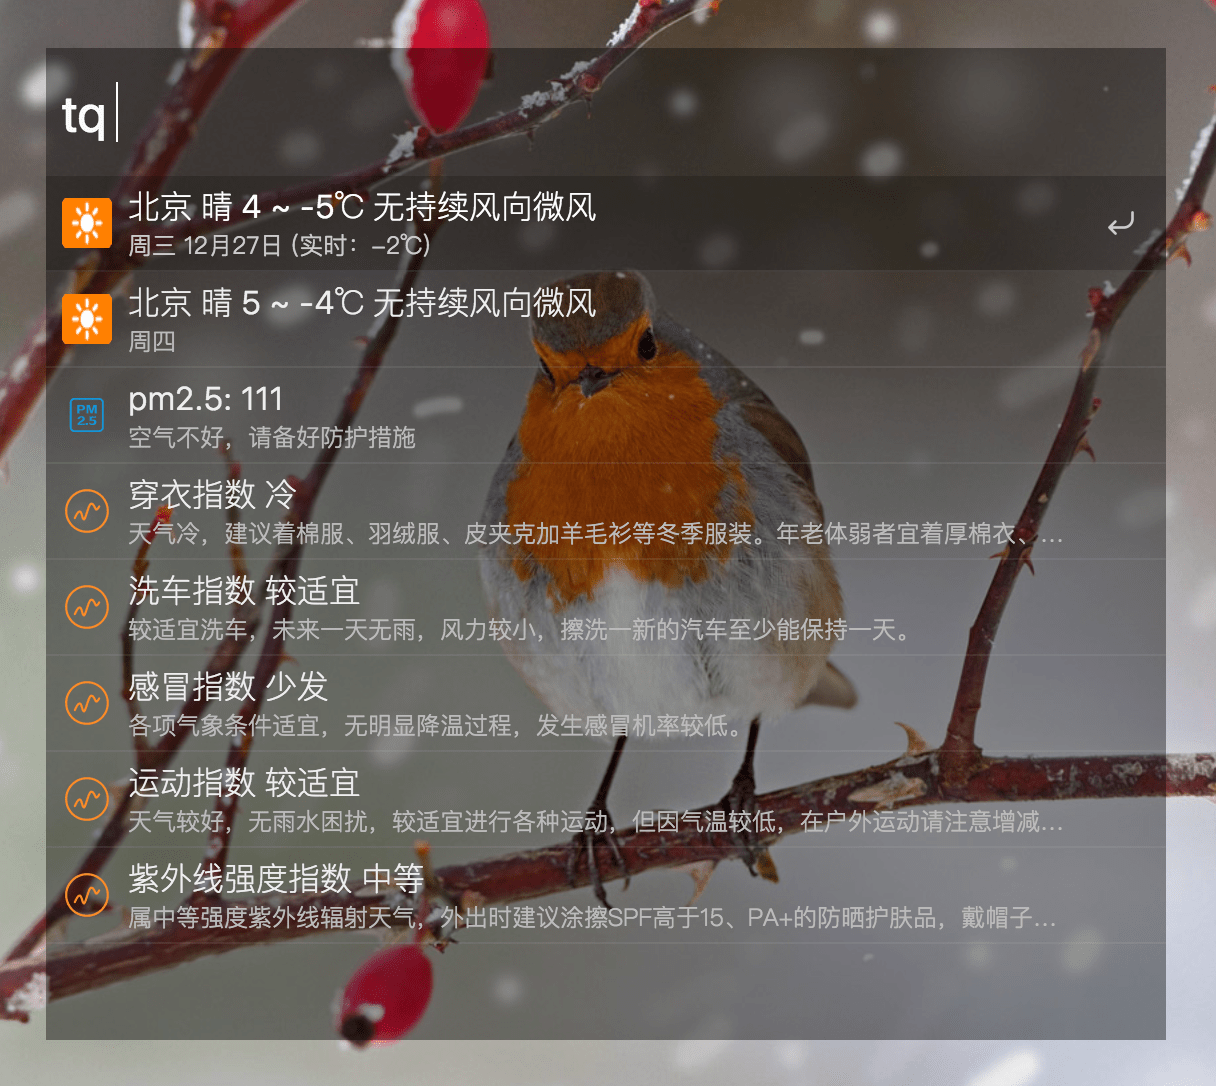 tq
北京 晴 4 ~ -5℃ 无持续风向微风
周三 12月27日 (实时：-2℃)
北京 晴 5 ~ -4℃ 无持续风向微风
周四
PM
2.5
pm2.5: 111
空气不好，请备好防护措施
穿衣指数 冷
天气冷，建议着棉服、羽绒服、皮夹克加羊毛衫等冬季服装。年老体弱者宜着厚棉衣、…
洗车指数 较适宜
较适宜洗车，未来一天无雨，风力较小，擦洗一新的汽车至少能保持一天。
感冒指数 少发
各项气象条件适宜，无明显降温过程，发生感冒机率较低。
运动指数 较适宜
天气较好，无雨水困扰，较适宜进行各种运动，但因气温较低，在户外运动请注意增减…
紫外线强度指数 中等
属中等强度紫外线辐射天气，外出时建议涂擦SPF高于15、PA+的防晒护肤品，戴帽子…